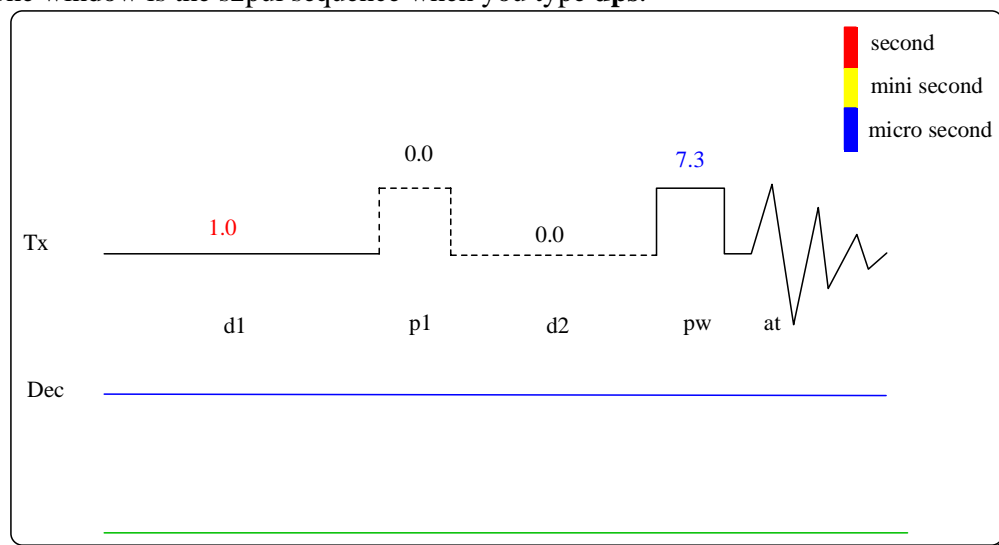 The window is the s2pul sequence when you type dps.
second
mini second
micro second
0.0
7.3
1.0
0.0
Tx
d1
p1
d2
pw
at
Dec